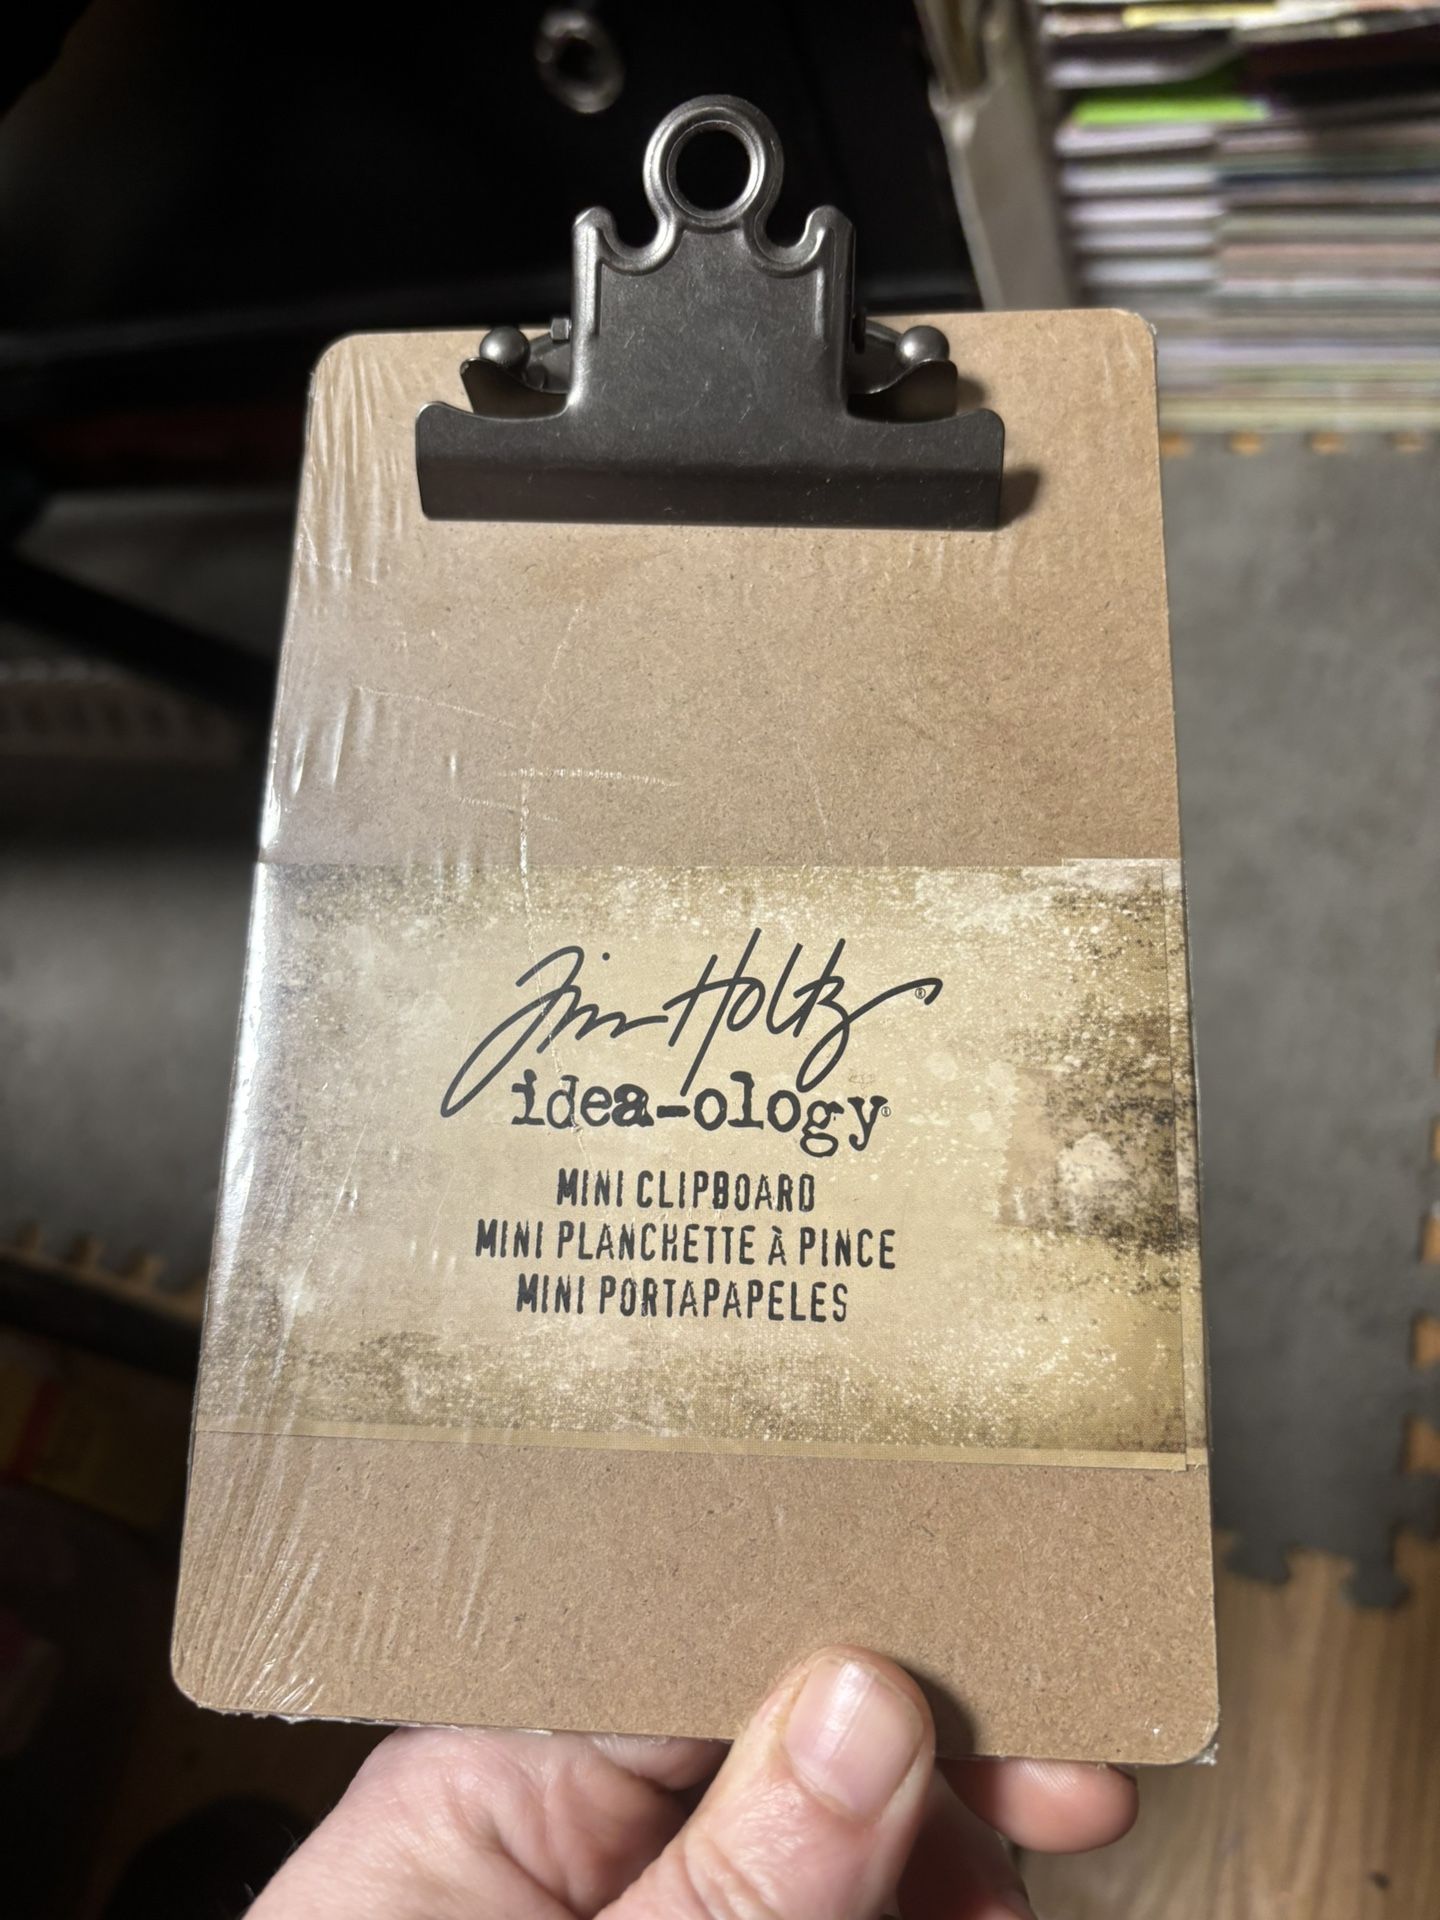 Tim Holtz®
idea-ology®
MINI CLIPBOARD
MINI PLANCHETTE À PINCE
MINI PORTAPAPELES